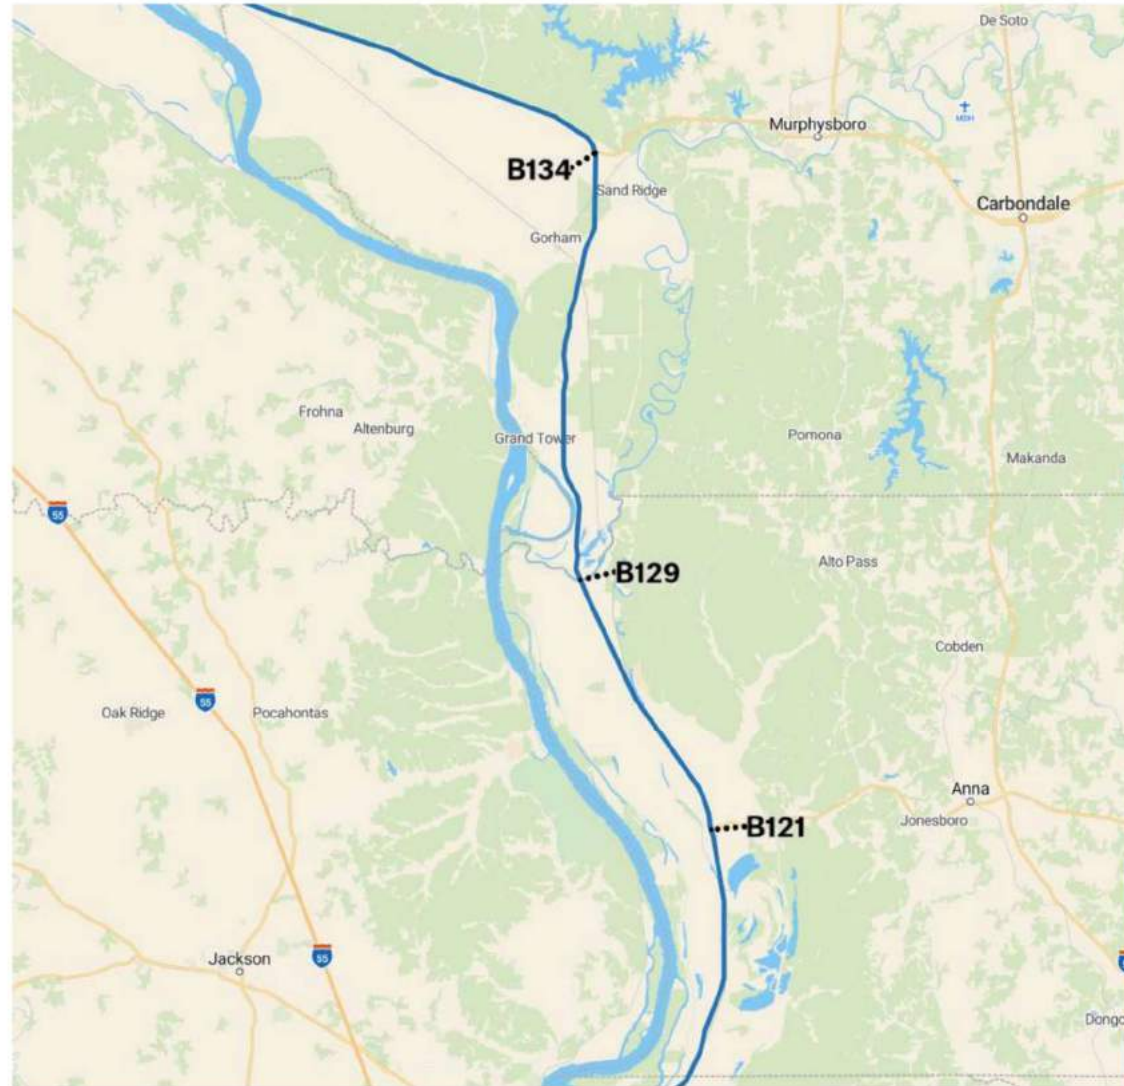 De Soto
MDH
Murphysboro
B134
Sand Ridge
Carbondale
Gorham
Frohna
Altenburg
Grand Tower
Pomona
Makanda
55
Alto Pass
B129
Cobden
55
Oak Ridge
Pocahontas
Anna
Jonesboro
B121
Jackson
55
Dongo